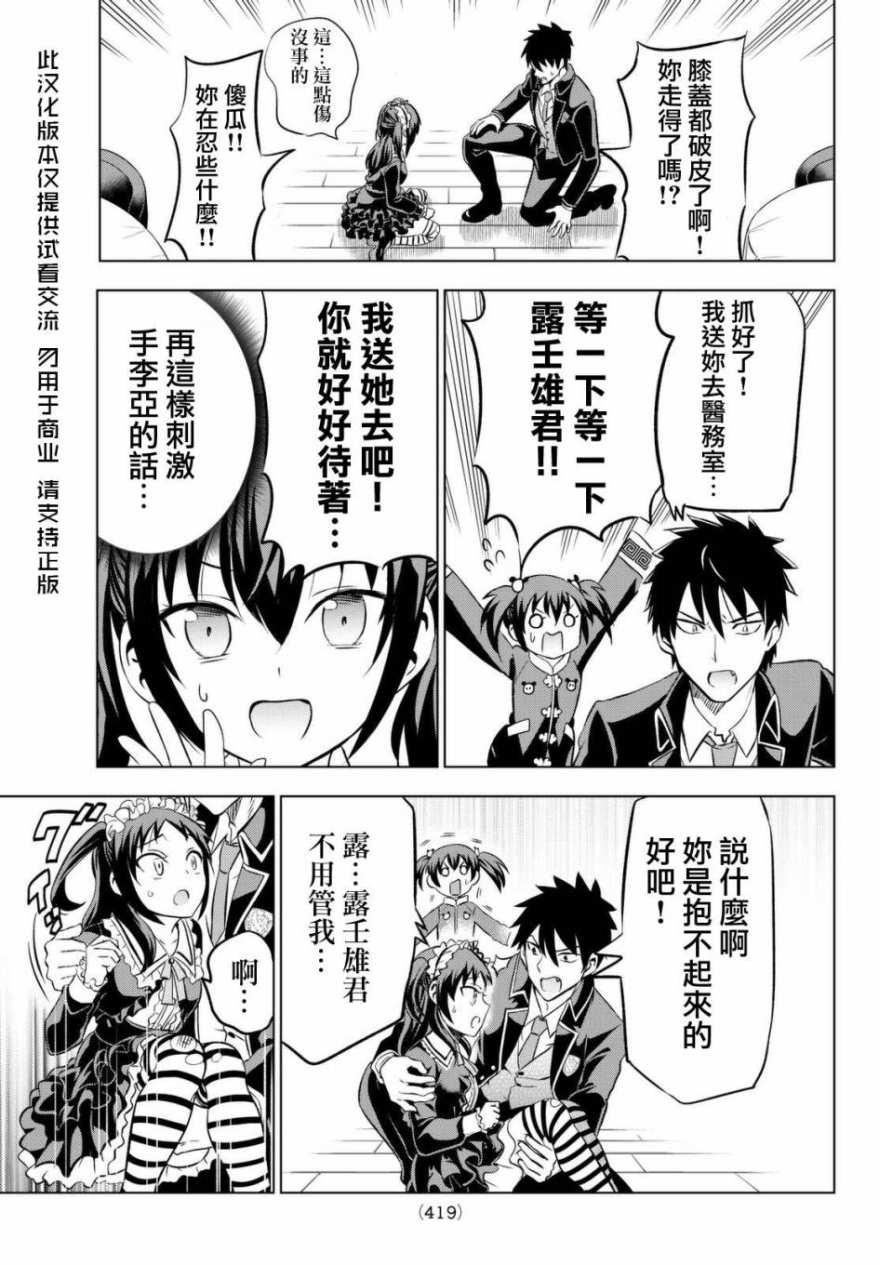 膝蓋都破皮了啊！
妳走得了嗎!?
這…這點傷
沒事的
傻瓜!!
妳在忍些什麼!!
抓好了！
我送妳去醫務室…
等一下等一下
露壬雄君!!
我送她去吧！
你就好好待著…
再這樣刺激
手李亞的話…
說什麼啊
妳是抱不起來的
好吧！
露…露壬雄君
不用管我…
啊…
グイッ
此汉化版本仅提供试看交流 勿用于商业 请支持正版
(419)